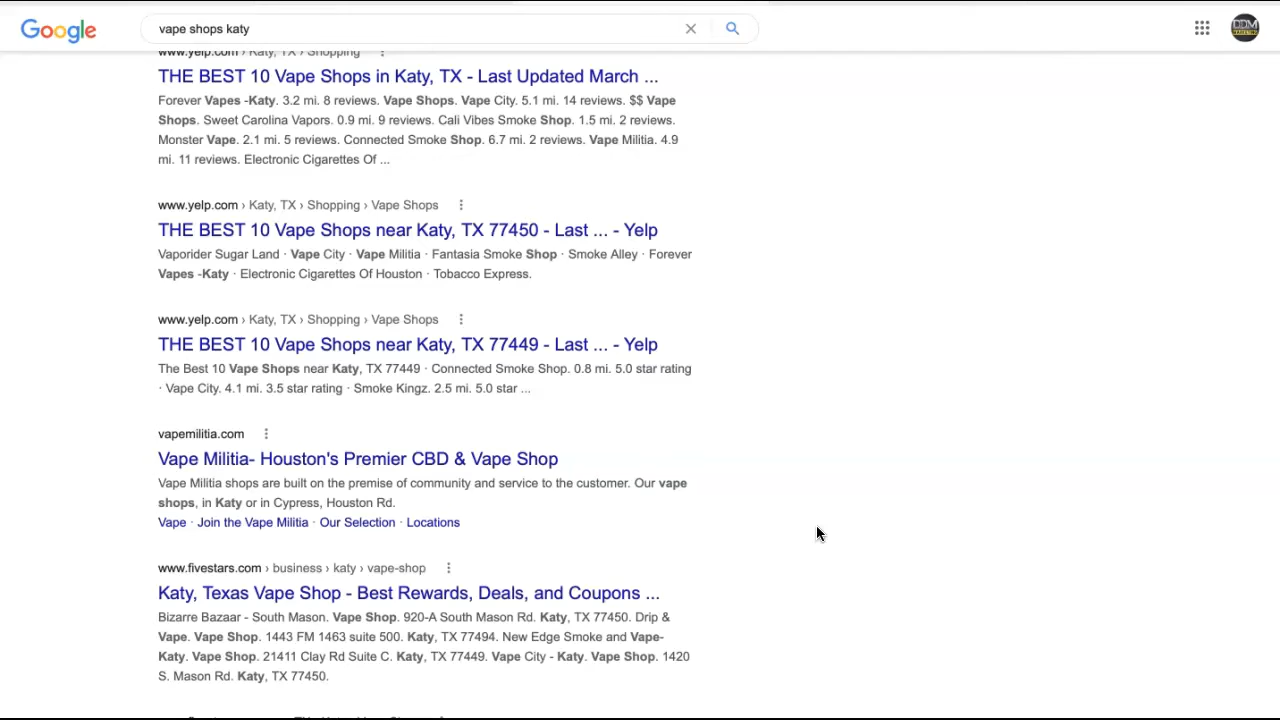 Google
vape shops katy
DDM
www.yelp.com › Katy, TX › Shopping
THE BEST 10 Vape Shops in Katy, TX - Last Updated March ...
Forever Vapes -Katy. 3.2 mi. 8 reviews. Vape Shops. Vape City. 5.1 mi. 14 reviews. $$ Vape
Shops. Sweet Carolina Vapors. 0.9 mi. 9 reviews. Cali Vibes Smoke Shop. 1.5 mi. 2 reviews.
Monster Vape. 2.1 mi. 5 reviews. Connected Smoke Shop. 6.7 mi. 2 reviews. Vape Militia. 4.9
mi. 11 reviews. Electronic Cigarettes Of ...
www.yelp.com › Katy, TX › Shopping › Vape Shops
THE BEST 10 Vape Shops near Katy, TX 77450 - Last ... - Yelp
Vaporider Sugar Land · Vape City · Vape Militia · Fantasia Smoke Shop · Smoke Alley · Forever
Vapes -Katy · Electronic Cigarettes Of Houston · Tobacco Express.
www.yelp.com › Katy, TX › Shopping › Vape Shops
THE BEST 10 Vape Shops near Katy, TX 77449 - Last ... - Yelp
The Best 10 Vape Shops near Katy, TX 77449 · Connected Smoke Shop. 0.8 mi. 5.0 star rating
· Vape City. 4.1 mi. 3.5 star rating · Smoke Kingz. 2.5 mi. 5.0 star ...
vapemilitia.com
Vape Militia- Houston's Premier CBD & Vape Shop
Vape Militia shops are built on the premise of community and service to the customer. Our vape
shops, in Katy or in Cypress, Houston Rd.
Vape · Join the Vape Militia · Our Selection · Locations
www.fivestars.com › business › katy › vape-shop
Katy, Texas Vape Shop - Best Rewards, Deals, and Coupons ...
Bizarre Bazaar - South Mason. Vape Shop. 920-A South Mason Rd. Katy, TX 77450. Drip &
Vape. Vape Shop. 1443 FM 1463 suite 500. Katy, TX 77494. New Edge Smoke and Vape-
Katy. Vape Shop. 21411 Clay Rd Suite C. Katy, TX 77449. Vape City - Katy. Vape Shop. 1420
S. Mason Rd. Katy, TX 77450.